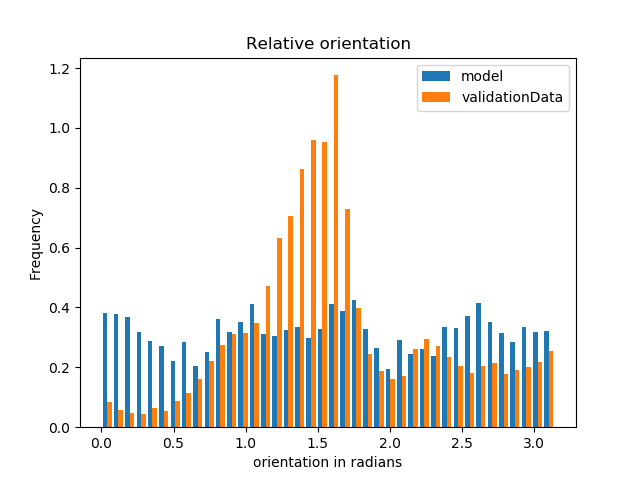 Relative orientation
model
validationData
Frequency
1.2
1.0
0.8
0.6
0.4
0.2
0.0
0.0 0.5 1.0 1.5 2.0 2.5 3.0
orientation in radians